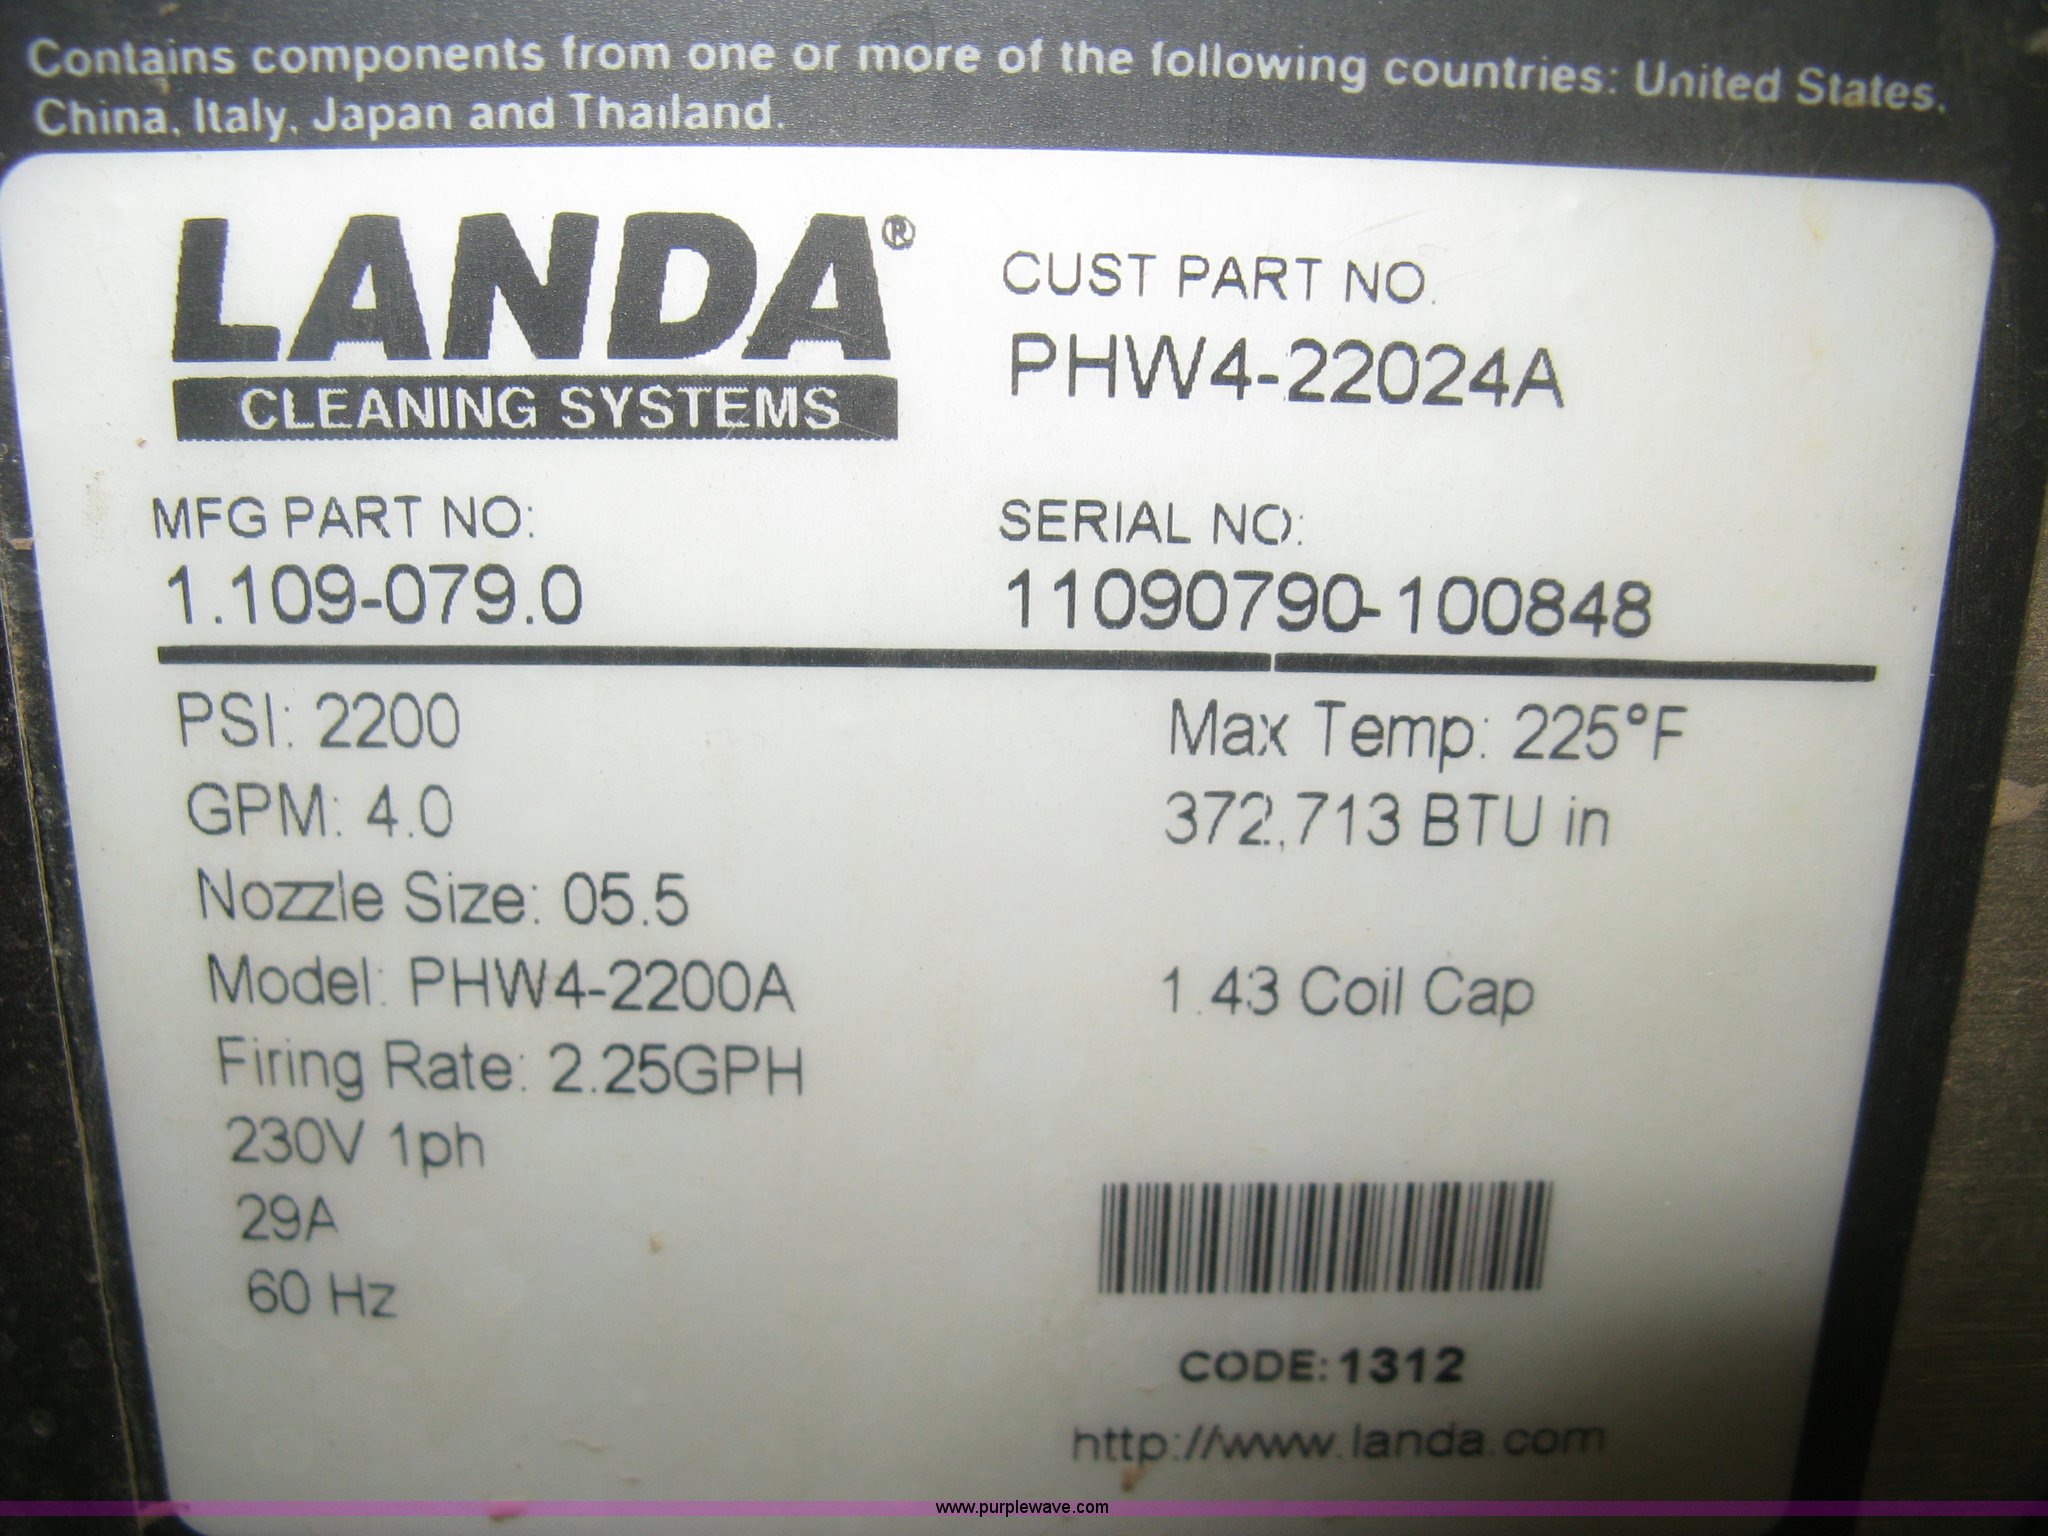 Contains components from one or more of the following countries: United States,
China, Italy, Japan and Thailand.
LANDA®
CLEANING SYSTEMS
CUST PART NO.
PHW4-22024A
MFG PART NO:
1.109-079.0
SERIAL NO:
11090790-100848
PSI: 2200
Max Temp: 225°F
GPM: 4.0
372,713 BTU in
Nozzle Size: 05.5
Model: PHW4-2200A
1.43 Coil Cap
Firing Rate: 2.25GPH
230V 1ph
29A
60 Hz
CODE: 1312
http://www.landa.com
www.purplewave.com